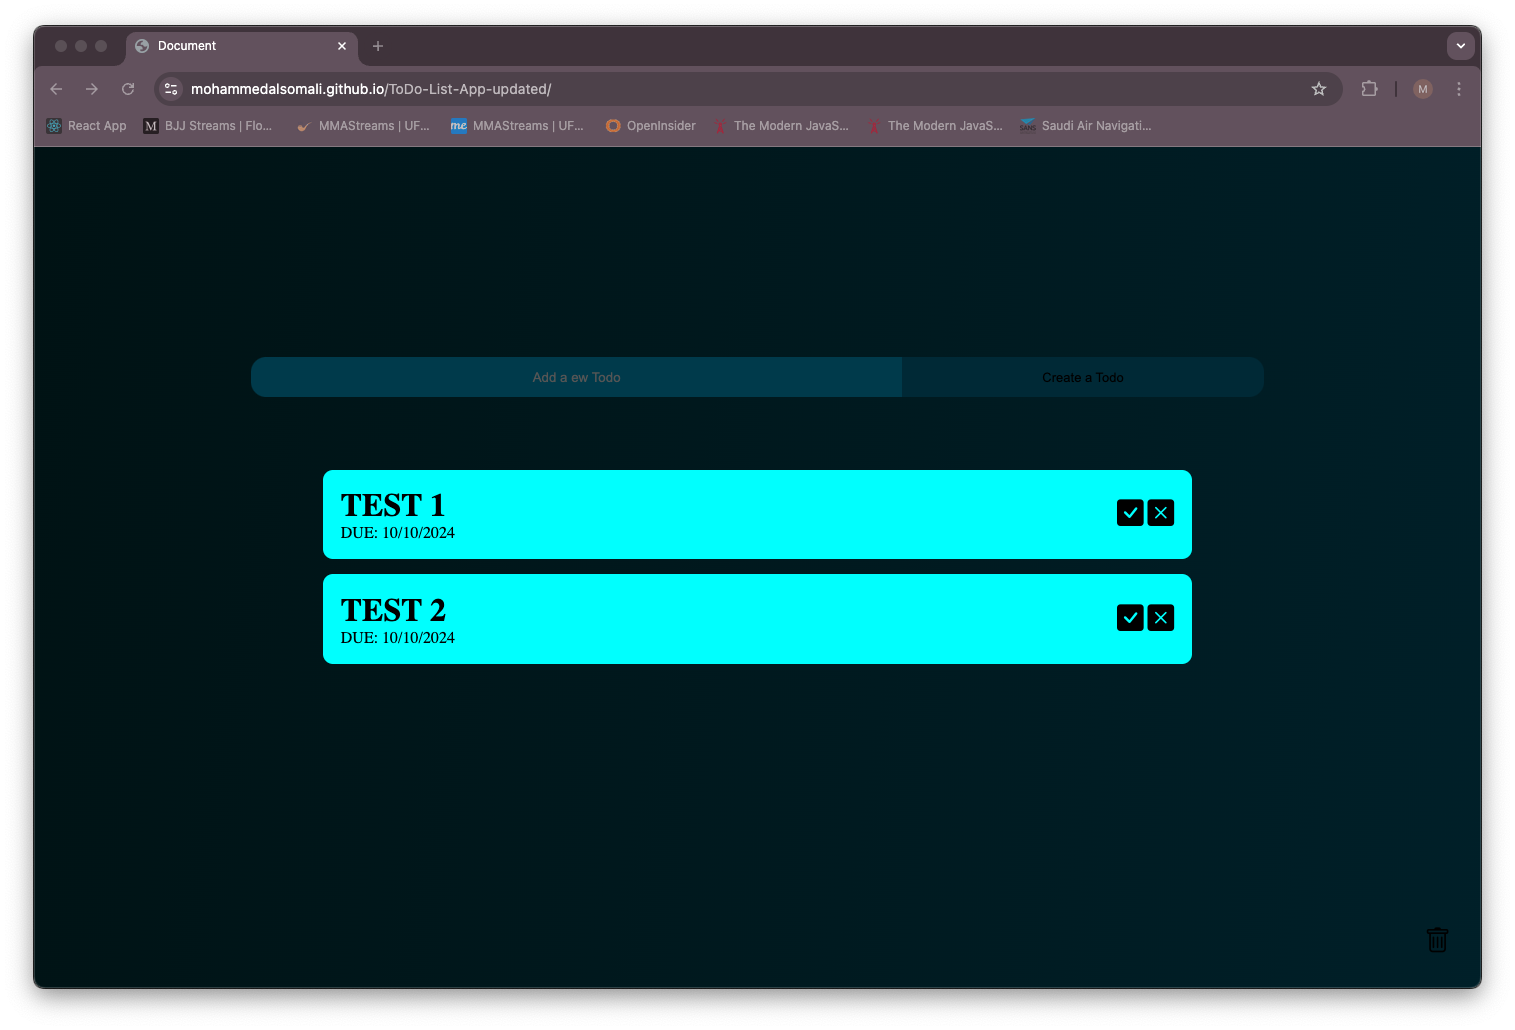 Document
mohammedalsomali.github.io/ToDo-List-App-updated/
M
React App
M BJJ Streams | Flo...
MMAStreams | UF...
me MMAStreams | UF...
OpenInsider
The Modern JavaS...
The Modern JavaS...
SANS Saudi Air Navigati...
Add a ew Todo
Create a Todo
TEST 1
DUE: 10/10/2024
TEST 2
DUE: 10/10/2024